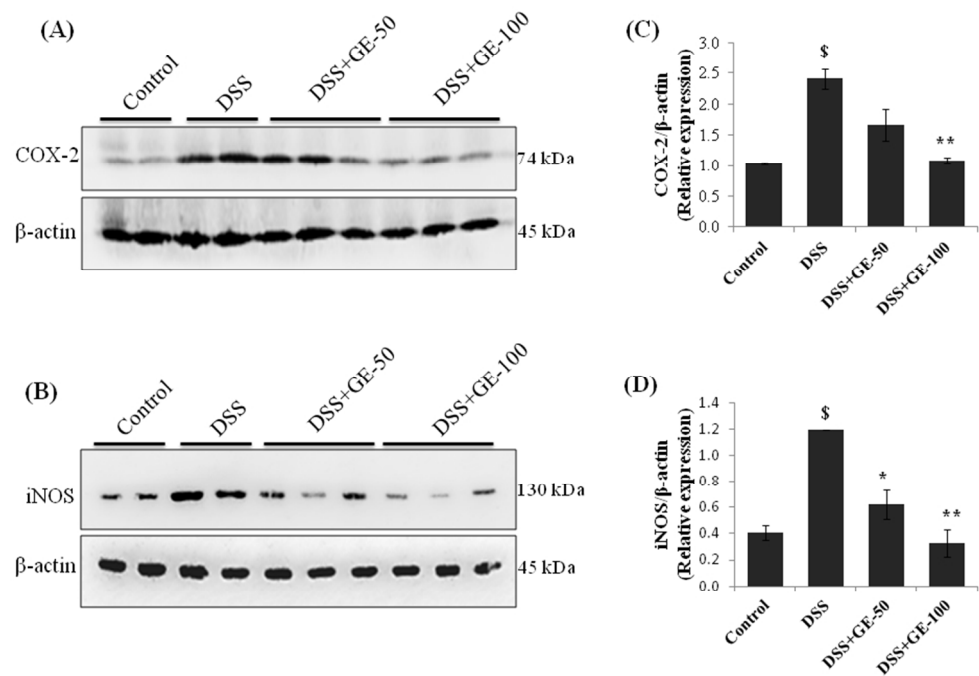 (A)
Control
DSS
DSS+GE-50
DSS+GE-100
COX-2
74 kDa
β-actin
45 kDa
(C)
COX-2/β-actin
(Relative expression)
3.0
2.5
2.0
1.5
1.0
0.5
0.0
$
**
Control
DSS
DSS+GE-50
DSS+GE-100
(B)
Control
DSS
DSS+GE-50
DSS+GE-100
iNOS
130 kDa
β-actin
45 kDa
(D)
iNOS/β-actin
(Relative expression)
1.4
1.2
1.0
0.8
0.6
0.4
0.2
0.0
$
*
**
Control
DSS
DSS+GE-50
DSS+GE-100